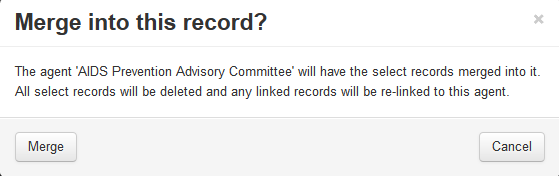 Merge into this record?
×
The agent 'AIDS Prevention Advisory Committee' will have the select records merged into it.
All select records will be deleted and any linked records will be re-linked to this agent.
Merge
Cancel